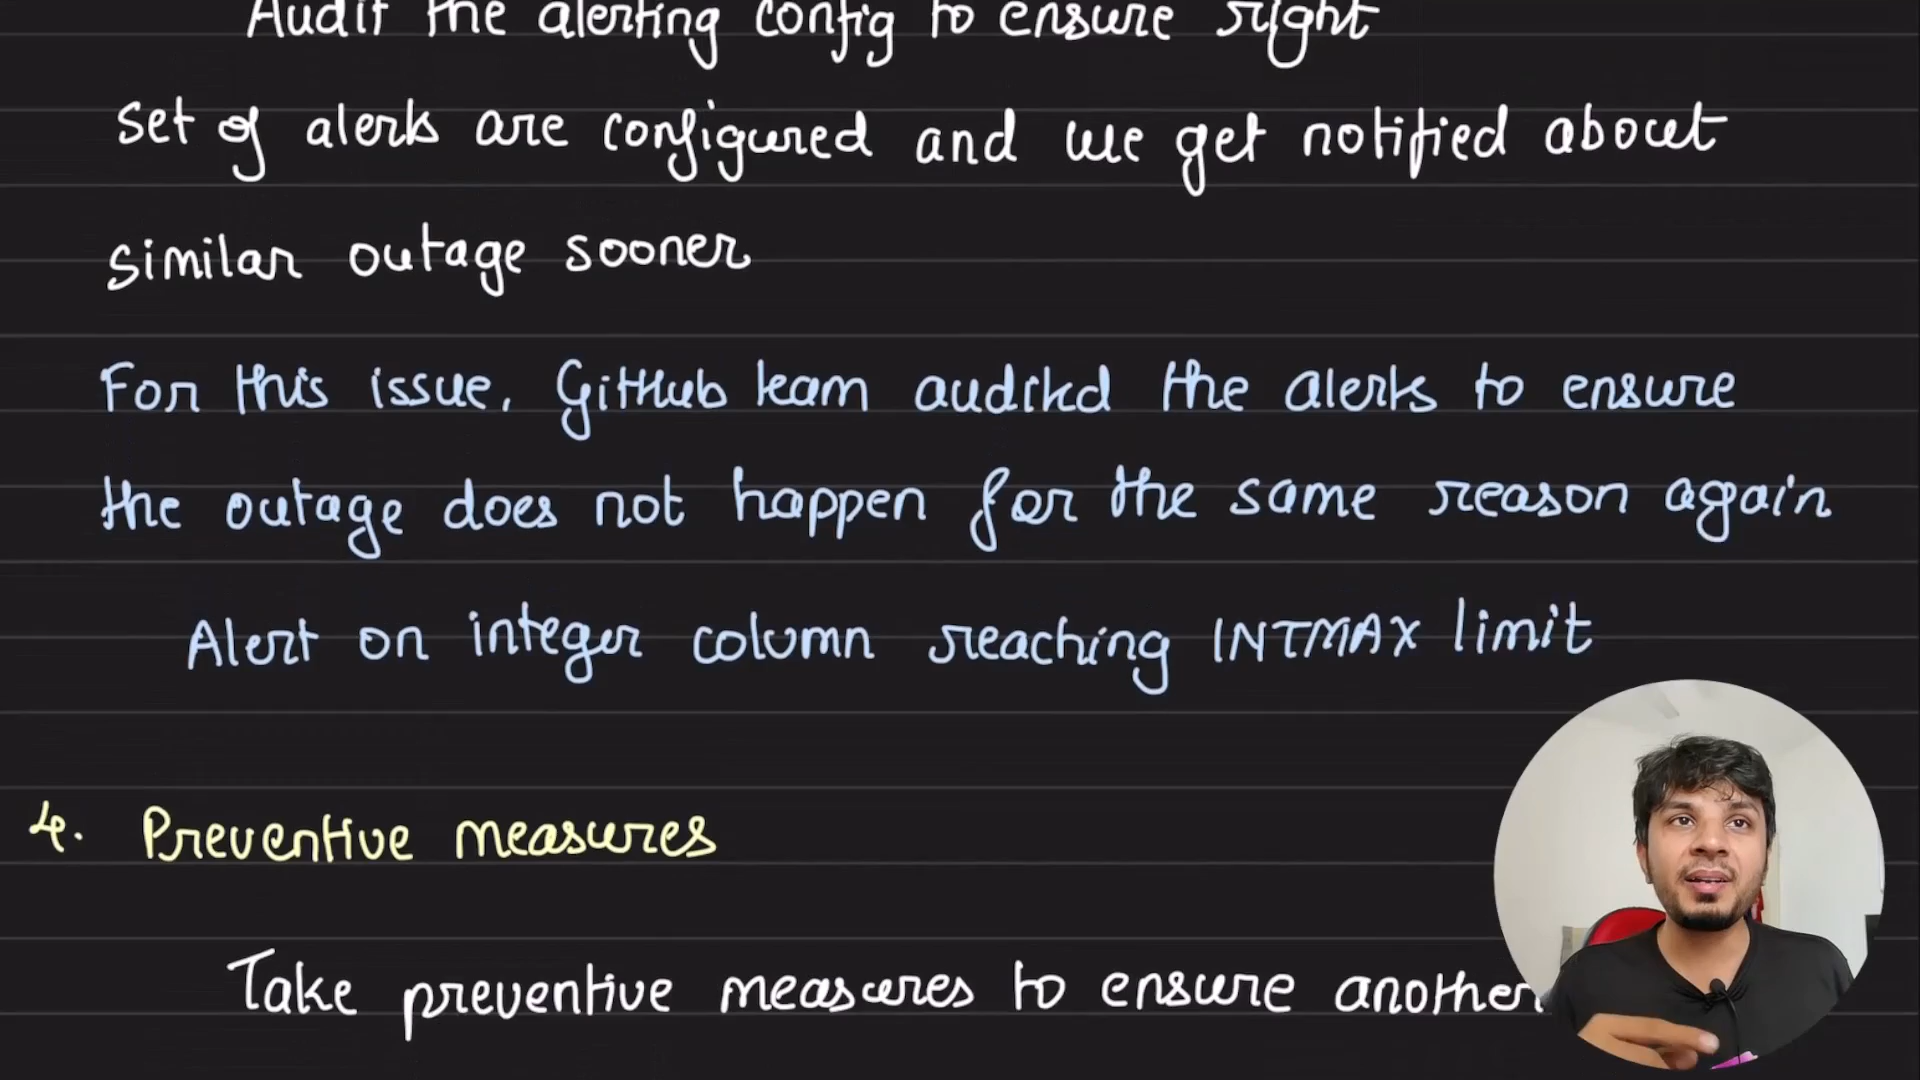 Audit the alerting config to ensure right
set of alerts are configured and we get notified about
similar outage sooner
For this issue, GitHub team audited the alerts to ensure
the outage does not happen for the same reason again
Alert on integer column reaching INTMAX limit
4. Preventive measures
Take preventive measures to ensure another